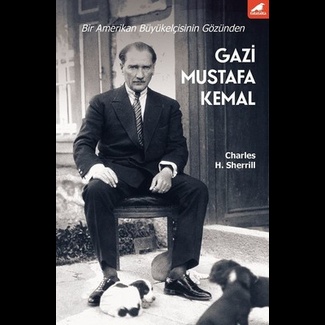 Bir Amerikan Büyükelçisinin Gözünden
GAZİ
MUSTAFA
KEMAL
Charles
H. Sherrill